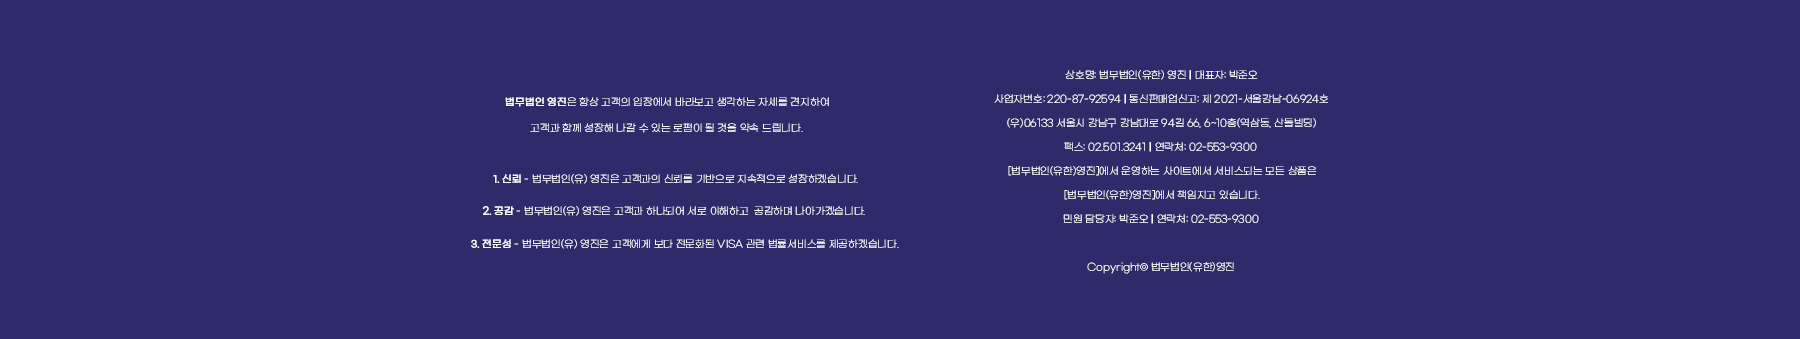 법무법인 영진은 항상 고객의 입장에서 바라보고 생각하는 자세를 견지하여
고객과 함께 성장해 나갈 수 있는 로펌이 될 것을 약속 드립니다.
1. 신뢰 - 법무법인(유) 영진은 고객과의 신뢰를 기반으로 지속적으로 성장하겠습니다.
2. 공감 - 법무법인(유) 영진은 고객과 하나되어 서로 이해하고 공감하며 나아가겠습니다.
3. 전문성 - 법무법인(유) 영진은 고객에게 보다 전문화된 VISA 관련 법률서비스를 제공하겠습니다.
상호명: 법무법인(유한) 영진 | 대표자: 박준오
사업자번호: 220-87-92594 | 통신판매업신고: 제 2021-서울강남-06924호
(우)06133 서울시 강남구 강남대로 94길 66, 6~10층(역삼동, 산돌빌딩)
팩스: 02.501.3241 | 연락처: 02-553-9300
[법무법인(유한)영진]에서 운영하는 사이트에서 서비스되는 모든 상품은
[법무법인(유한)영진]에서 책임지고 있습니다.
민원 담당자: 박준오 | 연락처: 02-553-9300
Copyright© 법무법인(유한)영진